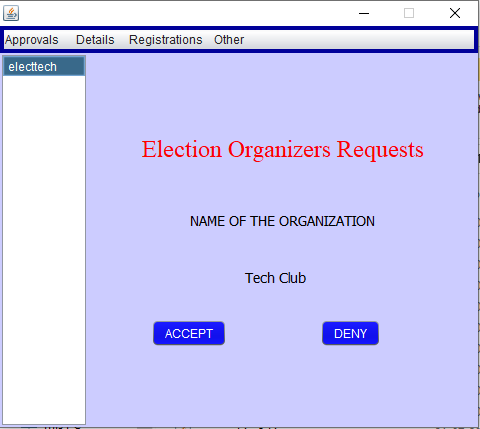 Approvals Details Registrations Other
electtech
Election Organizers Requests
NAME OF THE ORGANIZATION
Tech Club
ACCEPT DENY